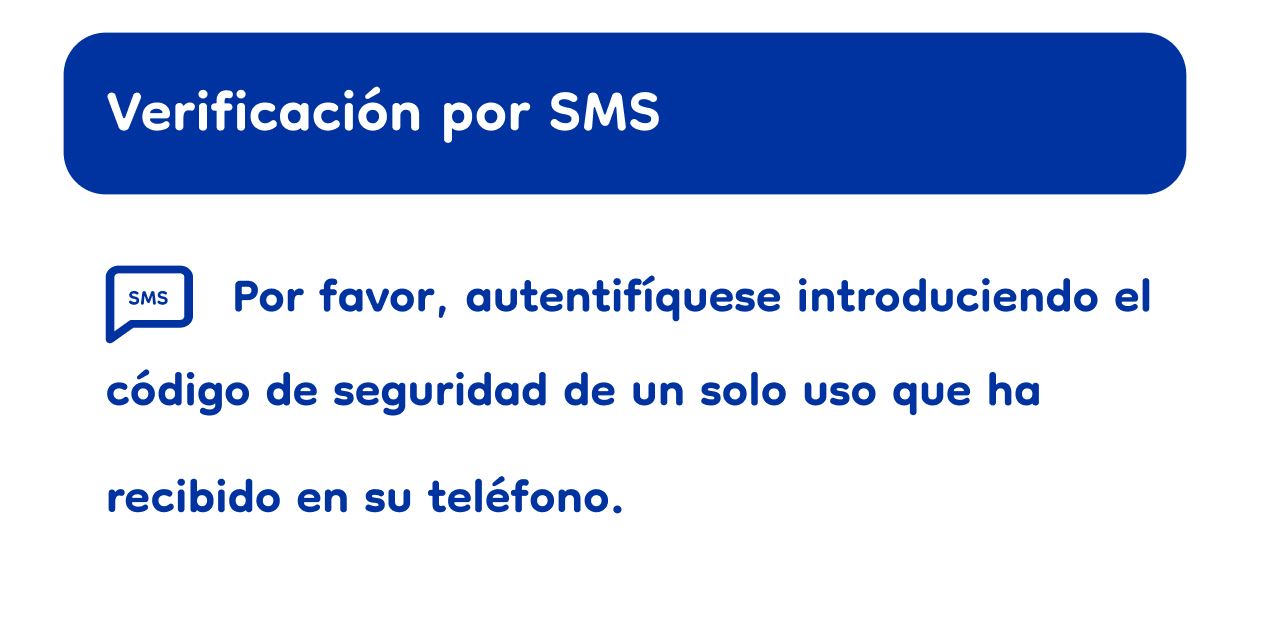 Verificación por SMS
SMS Por favor, autentifíquese introduciendo el
código de seguridad de un solo uso que ha
recibido en su teléfono.